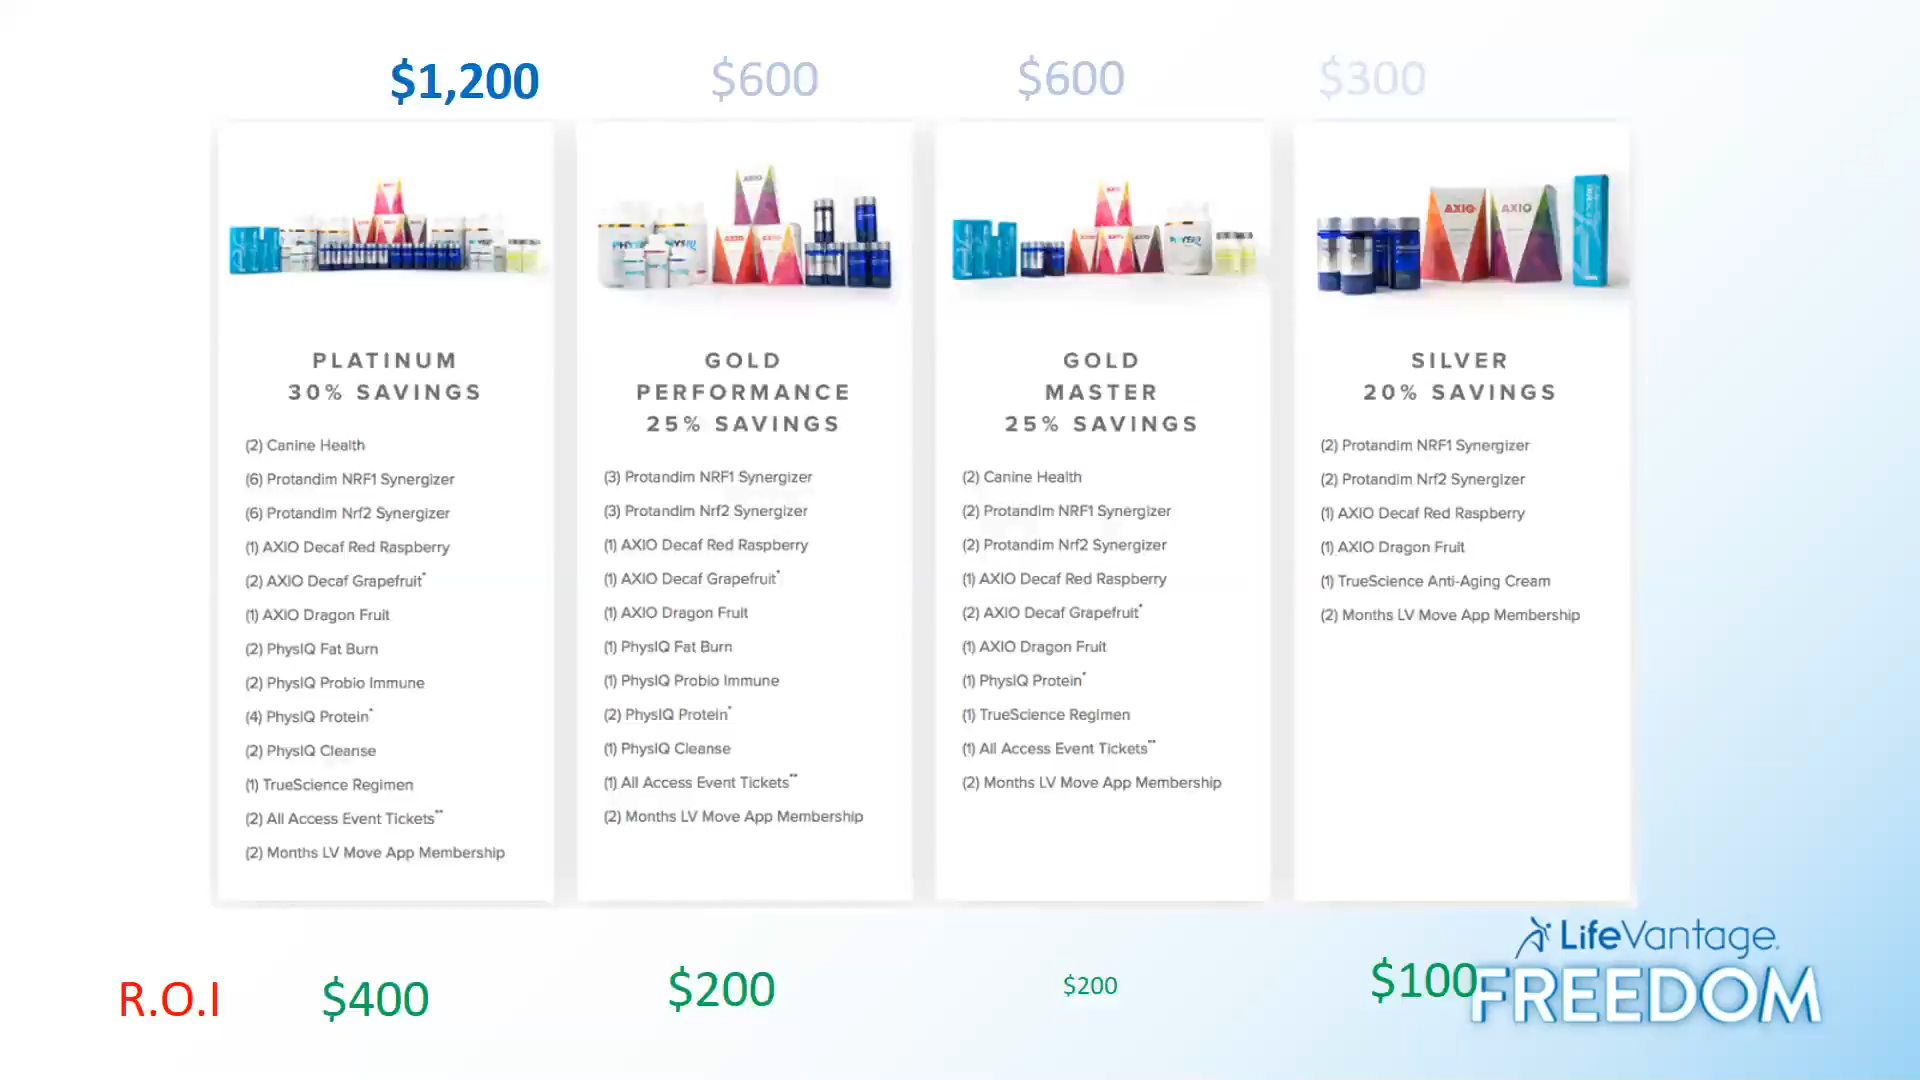 $1,200
$600
$600
$300
PLATINUM
30% SAVINGS
(2) Canine Health
(6) Protandim NRF1 Synergizer
(6) Protandim Nrf2 Synergizer
(1) AXIO Decaf Red Raspberry
(2) AXIO Decaf Grapefruit*
(1) AXIO Dragon Fruit
(2) PhysIQ Fat Burn
(2) PhysIQ Probio Immune
(4) PhysIQ Protein*
(2) PhysIQ Cleanse
(1) TrueScience Regimen
(2) All Access Event Tickets**
(2) Months LV Move App Membership
AXIO
AXIO
AXIO
GOLD
PERFORMANCE
25% SAVINGS
(3) Protandim NRF1 Synergizer
(3) Protandim Nrf2 Synergizer
(1) AXIO Decaf Red Raspberry
(1) AXIO Decaf Grapefruit*
(1) AXIO Dragon Fruit
(1) PhysIQ Fat Burn
(1) PhysIQ Probio Immune
(2) PhysIQ Protein*
(1) PhysIQ Cleanse
(1) All Access Event Tickets**
(2) Months LV Move App Membership
PHYSIQ
GOLD
MASTER
25% SAVINGS
(2) Canine Health
(2) Protandim NRF1 Synergizer
(2) Protandim Nrf2 Synergizer
(1) AXIO Decaf Red Raspberry
(2) AXIO Decaf Grapefruit*
(1) AXIO Dragon Fruit
(1) PhysIQ Protein*
(1) TrueScience Regimen
(1) All Access Event Tickets**
(2) Months LV Move App Membership
AXIO
AXIO
SILVER
20% SAVINGS
(2) Protandim NRF1 Synergizer
(2) Protandim Nrf2 Synergizer
(1) AXIO Decaf Red Raspberry
(1) AXIO Dragon Fruit
(1) TrueScience Anti-Aging Cream
(2) Months LV Move App Membership
R.O.I
$400
$200
$200
$100
LifeVantage
FREEDOM